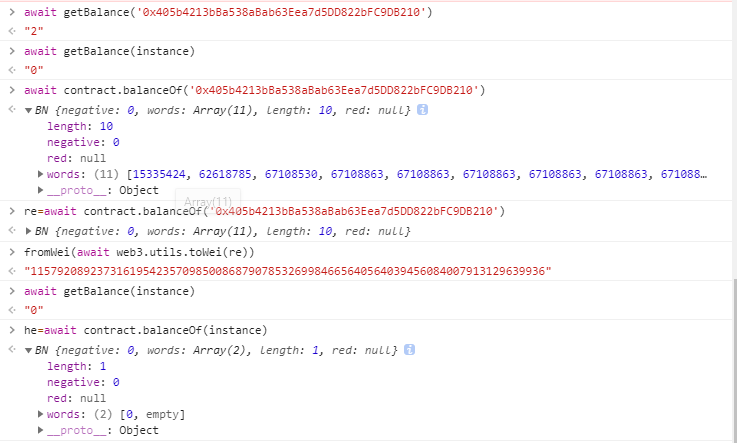 > await getBalance('0x405b4213bBa538aBab63Eea7d5DD822bFC9DB210')
"2"
> await getBalance(instance)
"0"
> await contract.balanceOf('0x405b4213bBa538aBab63Eea7d5DD822bFC9DB210')
▼ BN {negative: 0, words: Array(11), length: 10, red: null} i
length: 10
negative: 0
red: null
▶ words: (11) [15335424, 62618785, 67108530, 67108863, 67108863, 67108863, 67108863, 67108863, 671088…
▶ __proto__: Object
Array(11)
> re=await contract.balanceOf('0x405b4213bBa538aBab63Eea7d5DD822bFC9DB210')
▶ BN {negative: 0, words: Array(11), length: 10, red: null}
> fromWei(await web3.utils.toWei(re))
"115792089237316195423570985008687907853269984665640564039456084007913129639936"
> await getBalance(instance)
"0"
> he=await contract.balanceOf(instance)
▼ BN {negative: 0, words: Array(2), length: 1, red: null} i
length: 1
negative: 0
red: null
▶ words: (2) [0, empty]
▶ __proto__: Object